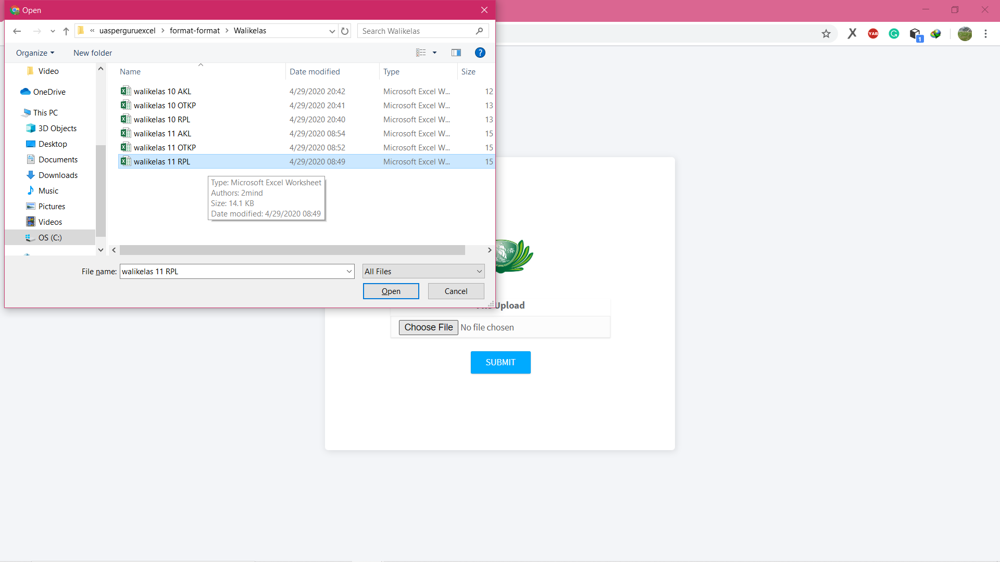 Open
« uasperguruexcel > format-format > Walikelas
Search Walikelas
Organize
New folder
?
YAB
G
1
Name Date modified Type Size
walikelas 10 AKL 4/29/2020 20:42 Microsoft Excel W... 12
walikelas 10 OTKP 4/29/2020 20:41 Microsoft Excel W... 13
walikelas 10 RPL 4/29/2020 20:40 Microsoft Excel W... 13
walikelas 11 AKL 4/29/2020 08:54 Microsoft Excel W... 15
walikelas 11 OTKP 4/29/2020 08:52 Microsoft Excel W... 15
walikelas 11 RPL 4/29/2020 08:49 Microsoft Excel W... 15
Video
OneDrive
This PC
3D Objects
Desktop
Documents
Downloads
Music
Pictures
Videos
OS (C:)
Type: Microsoft Excel Worksheet
Authors: 2mind
Size: 14.1 KB
Date modified: 4/29/2020 08:49
File name: walikelas 11 RPL
All Files
Open
Cancel
Upload
Choose File No file chosen
SUBMIT